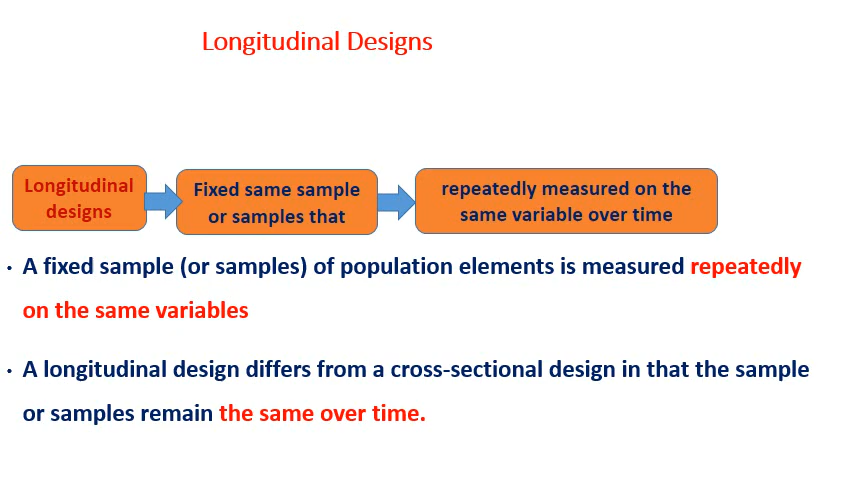 Longitudinal Designs
Longitudinal
designs
Fixed same sample
or samples that
repeatedly measured on the
same variable over time
• A fixed sample (or samples) of population elements is measured repeatedly
on the same variables
• A longitudinal design differs from a cross-sectional design in that the sample
or samples remain the same over time.